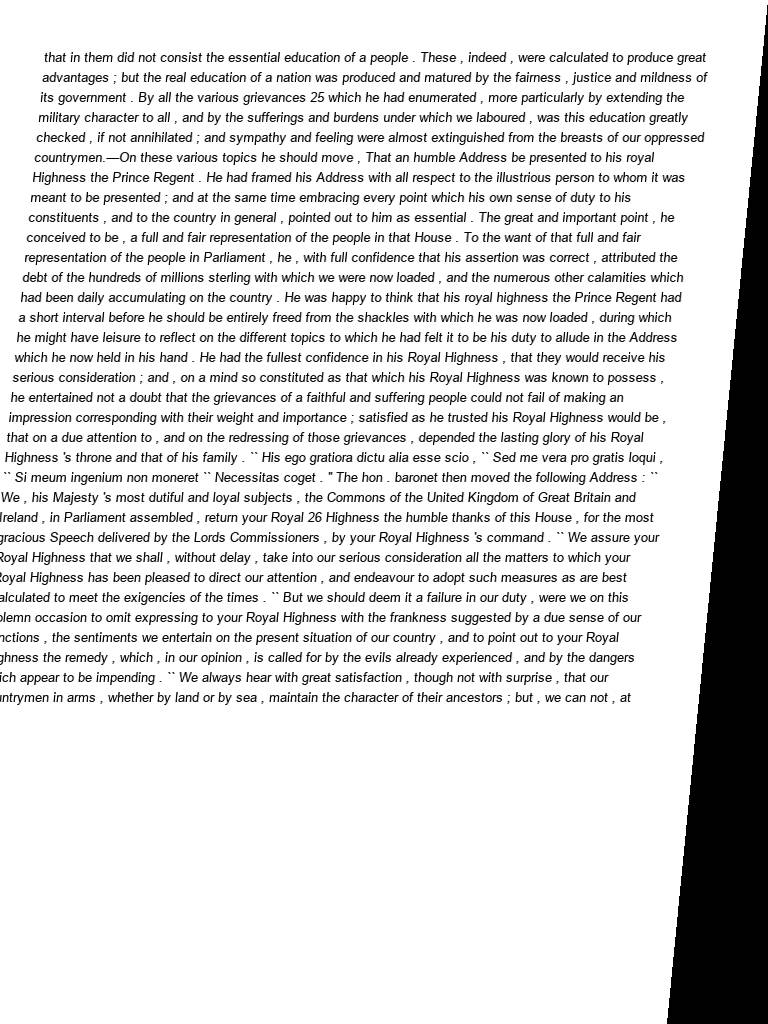 that in them did not consist the essential education of a people . These , indeed , were calculated to produce great
advantages ; but the real education of a nation was produced and matured by the fairness , justice and mildness of
its government . By all the various grievances 25 which he had enumerated , more particularly by extending the
military character to all , and by the sufferings and burdens under which we laboured , was this education greatly
checked , if not annihilated ; and sympathy and feeling were almost extinguished from the breasts of our oppressed
countrymen.—On these various topics he should move , That an humble Address be presented to his royal
Highness the Prince Regent . He had framed his Address with all respect to the illustrious person to whom it was
meant to be presented ; and at the same time embracing every point which his own sense of duty to his
constituents , and to the country in general , pointed out to him as essential . The great and important point , he
conceived to be , a full and fair representation of the people in that House . To the want of that full and fair
representation of the people in Parliament , he , with full confidence that his assertion was correct , attributed the
debt of the hundreds of millions sterling with which we were now loaded , and the numerous other calamities which
had been daily accumulating on the country . He was happy to think that his royal highness the Prince Regent had
a short interval before he should be entirely freed from the shackles with which he was now loaded , during which
he might have leisure to reflect on the different topics to which he had felt it to be his duty to allude in the Address
which he now held in his hand . He had the fullest confidence in his Royal Highness , that they would receive his
serious consideration ; and , on a mind so constituted as that which his Royal Highness was known to possess ,
he entertained not a doubt that the grievances of a faithful and suffering people could not fail of making an
impression corresponding with their weight and importance ; satisfied as he trusted his Royal Highness would be ,
that on a due attention to , and on the redressing of those grievances , depended the lasting glory of his Royal
Highness 's throne and that of his family . `` His ego gratiora dictu alia esse scio , `` Sed me vera pro gratis loqui ,
`` Si meum ingenium non moneret `` Necessitas coget . '' The hon . baronet then moved the following Address : ``
We , his Majesty 's most dutiful and loyal subjects , the Commons of the United Kingdom of Great Britain and
Ireland , in Parliament assembled , return your Royal 26 Highness the humble thanks of this House , for the most
gracious Speech delivered by the Lords Commissioners , by your Royal Highness 's command . `` We assure your
Royal Highness that we shall , without delay , take into our serious consideration all the matters to which your
Royal Highness has been pleased to direct our attention , and endeavour to adopt such measures as are best
alculated to meet the exigencies of the times . `` But we should deem it a failure in our duty , were we on this
olemn occasion to omit expressing to your Royal Highness with the frankness suggested by a due sense of our
nctions , the sentiments we entertain on the present situation of our country , and to point out to your Royal
ghness the remedy , which , in our opinion , is called for by the evils already experienced , and by the dangers
ich appear to be impending . `` We always hear with great satisfaction , though not with surprise , that our
untrymen in arms , whether by land or by sea , maintain the character of their ancestors ; but , we can not , at